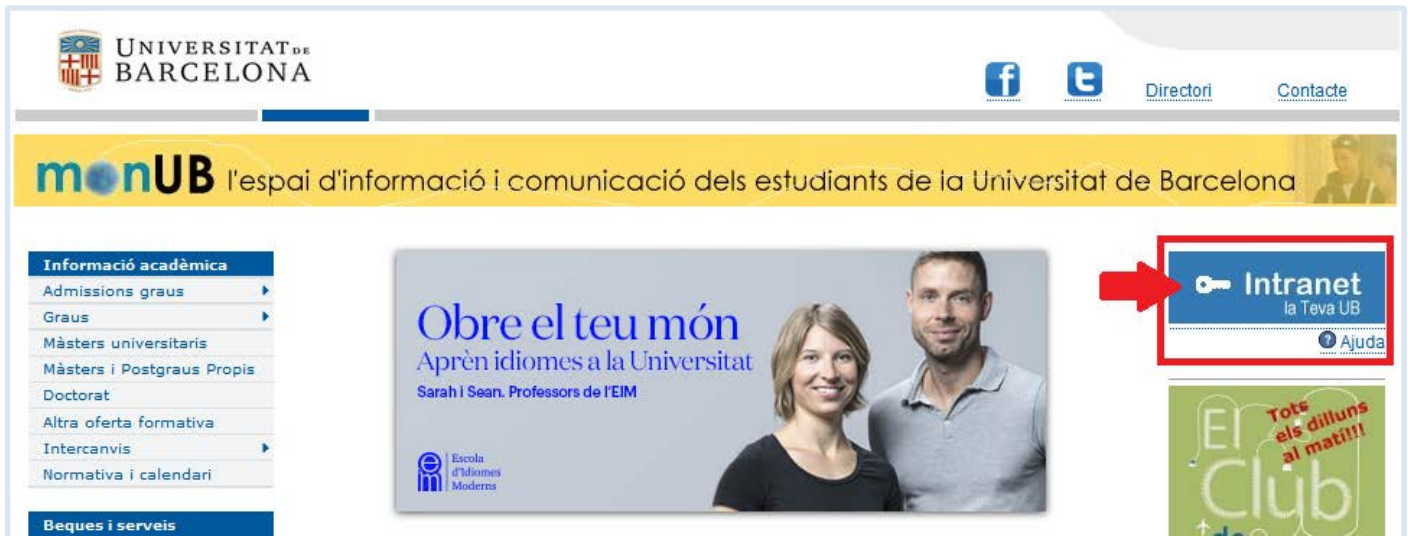 UNIVERSITAT DE
BARCELONA
Directori
Contacte
monUB l'espai d'informació i comunicació dels estudiants de la Universitat de Barcelona
Informació acadèmica
Admissions graus
Graus
Màsters universitaris
Màsters i Postgraus Propis
Doctorat
Altra oferta formativa
Intercanvis
Normativa i calendari
Beques i serveis
Obre el teu món
Aprèn idiomes a la Universitat
Sarah i Sean. Professors de l'EIM
eim
Escola
d'Idiomes
Moderns
Intranet
la Teva UB
Ajuda
Tots
els dilluns
al matí!!!
El
Club
de